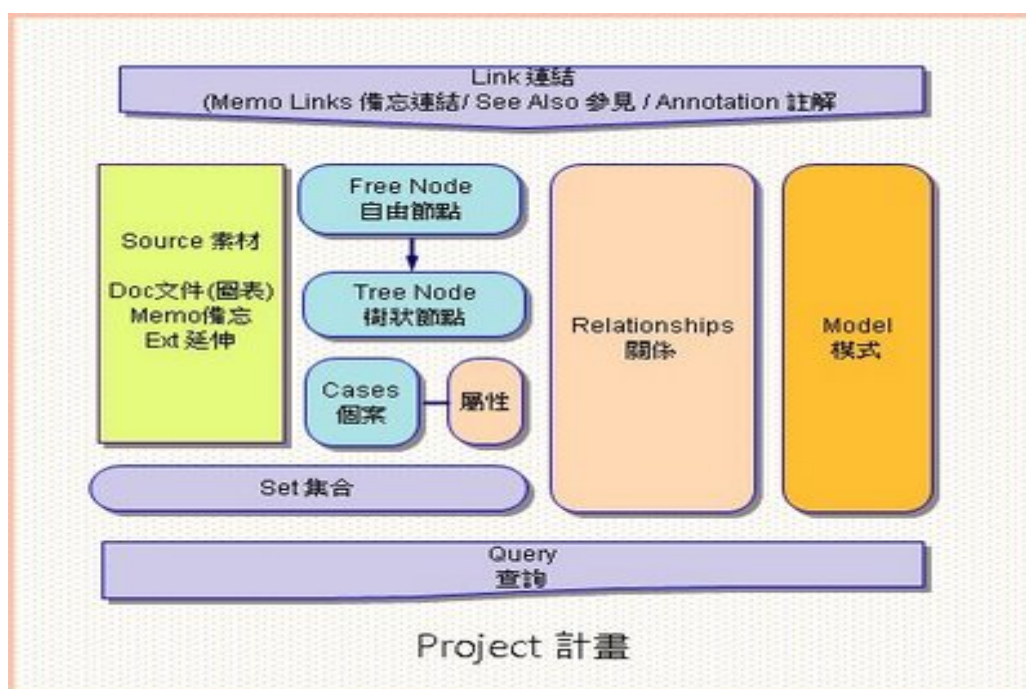 Link 連結
(Memo Links 備忘連結/ See Also 參見 / Annotation 註解
Source 素材
Doc文件(圖表)
Memo備忘
Ext 延伸
Free Node
自由節點
Tree Node
樹狀節點
Cases
個案
屬性
Set 集合
Relationships
關係
Model
模式
Query
查詢
Project 計畫